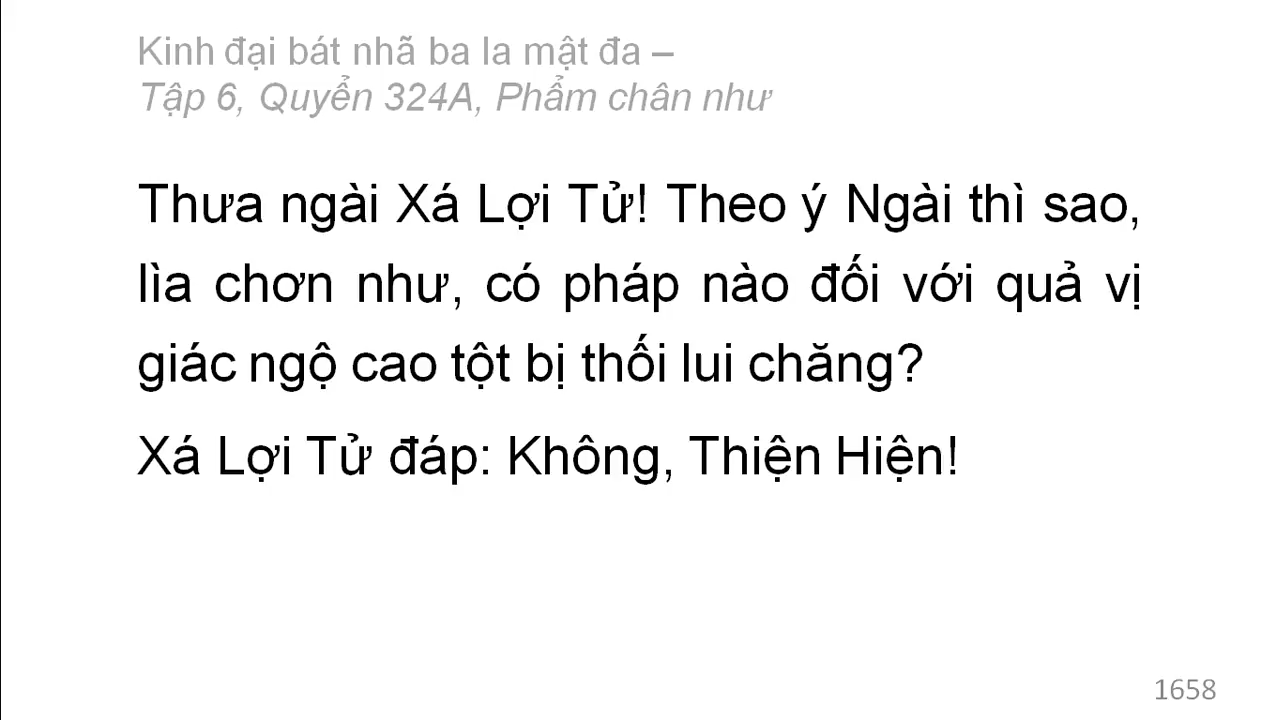 Kinh đại bát nhã ba la mật đa –
Tập 6, Quyển 324A, Phẩm chân như
Thưa ngài Xá Lợi Tử! Theo ý Ngài thì sao,
lìa chơn như, có pháp nào đối với quả vị
giác ngộ cao tột bị thối lui chăng?
Xá Lợi Tử đáp: Không, Thiện Hiện!
1658